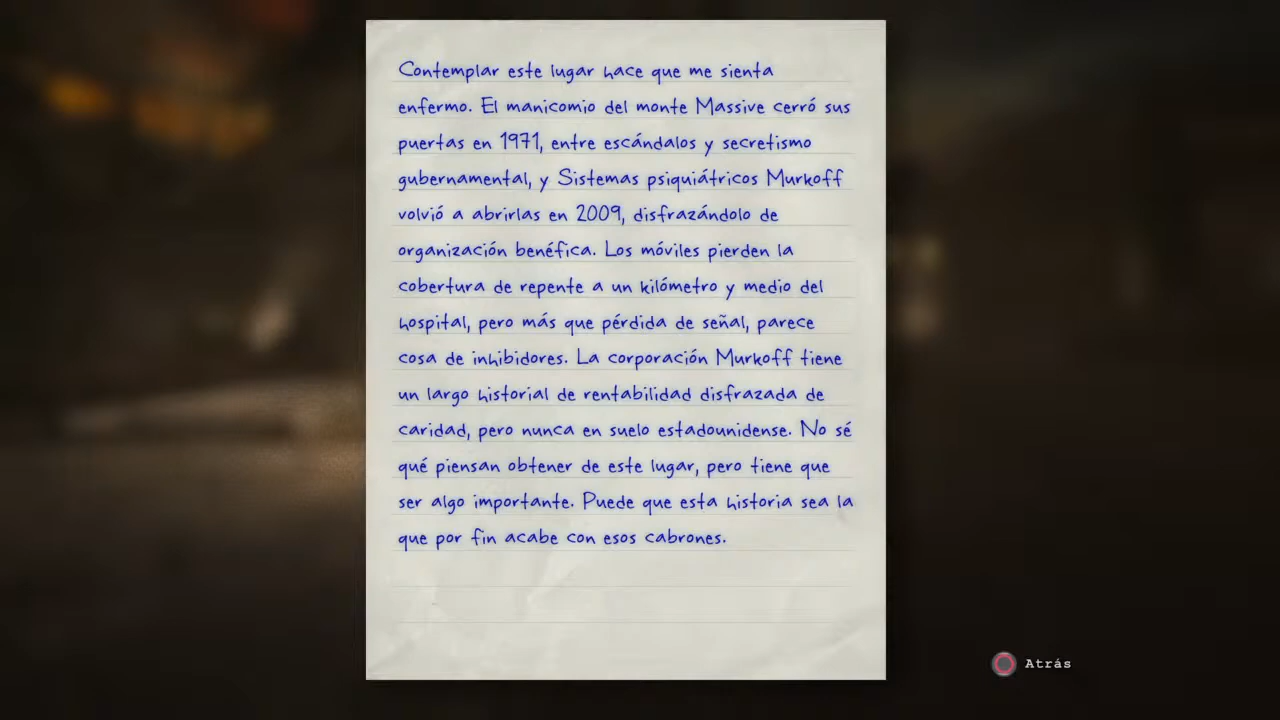 Contemplar este lugar hace que me sienta
enfermo. El manicomio del monte Massive cerró sus
puertas en 1971, entre escándalos y secretismo
gubernamental, y Sistemas psiquiátricos Murkoff
volvió a abrirlas en 2009, disfrazándolo de
organización benéfica. Los móviles pierden la
cobertura de repente a un kilómetro y medio del
hospital, pero más que pérdida de señal, parece
cosa de inhibidores. La corporación Murkoff tiene
un largo historial de rentabilidad disfrazada de
caridad, pero nunca en suelo estadounidense. No sé
qué piensan obtener de este lugar, pero tiene que
ser algo importante. Puede que esta historia sea la
que por fin acabe con esos cabrones.
Atrás